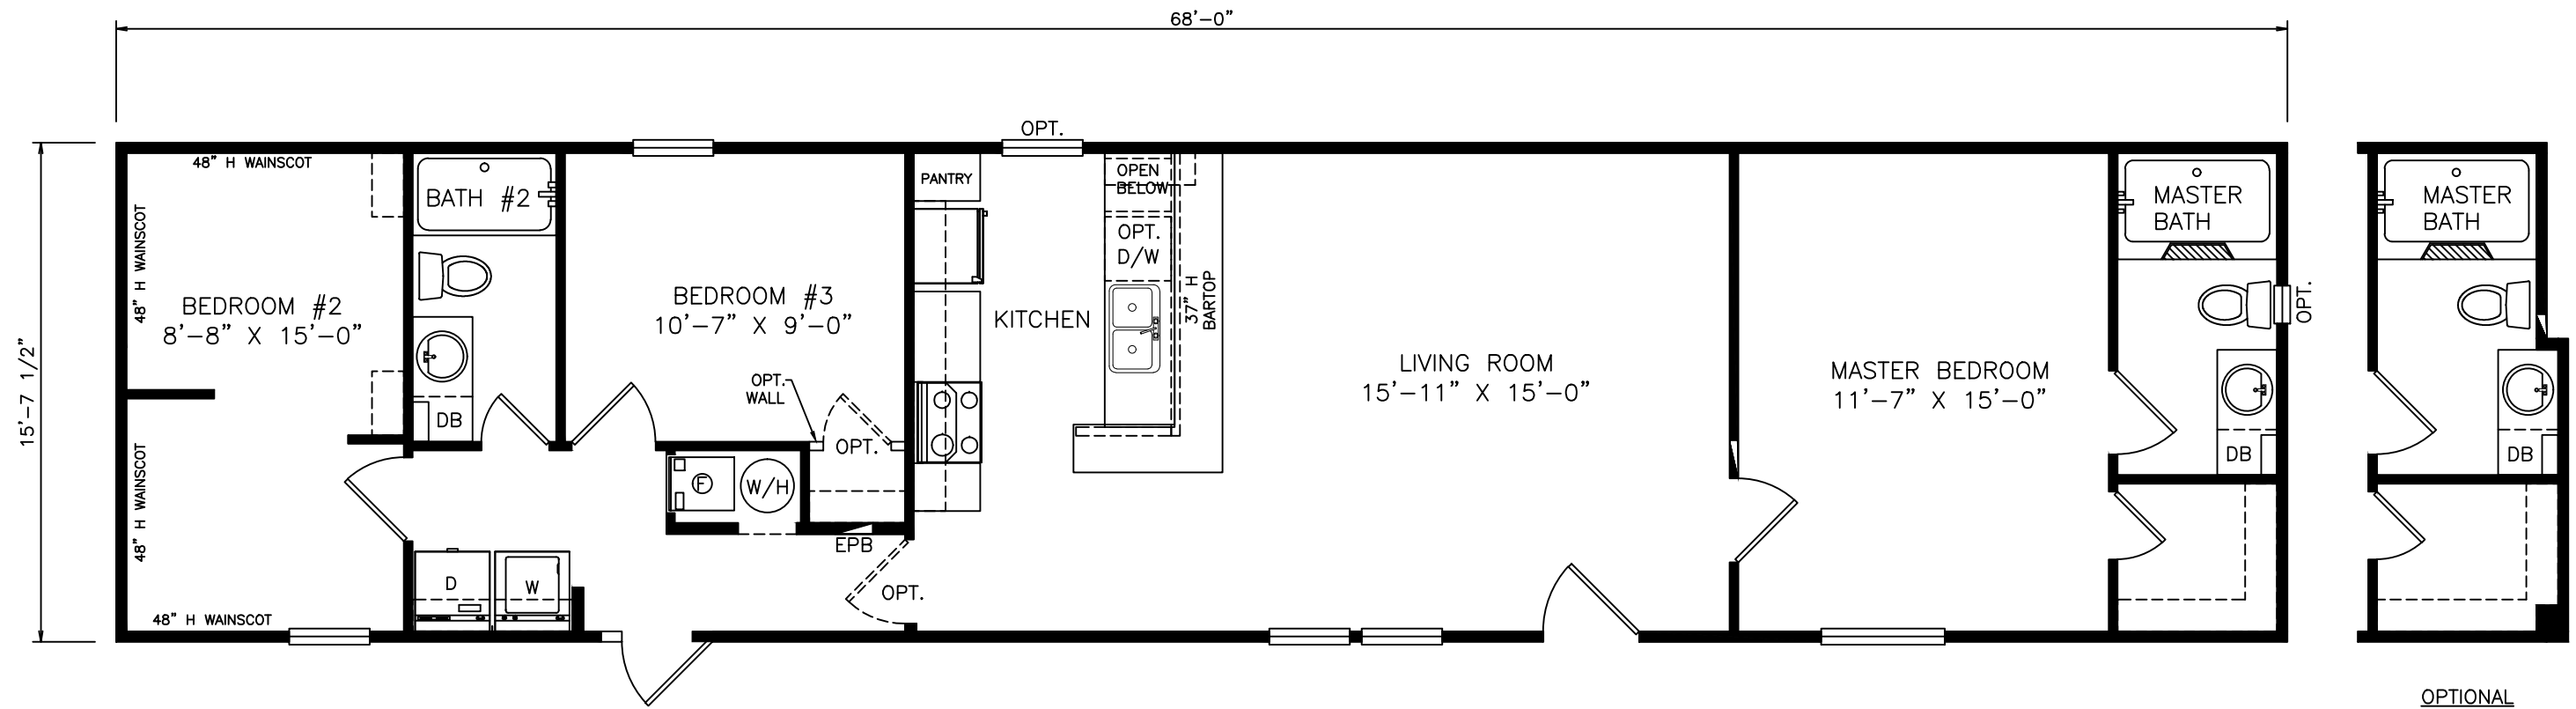 68'-0"
15'-7 1/2"
48" H WAINSCOT
48" H WAINSCOT
BEDROOM #2
8'-8" X 15'-0"
48" H WAINSCOT
48" H WAINSCOT
BATH #2
DB
D
W
BEDROOM #3
10'-7" X 9'-0"
OPT.
WALL
OPT.
F
W/H
EPB
OPT.
PANTRY
OPT.
KITCHEN
OPEN
BELOW
OPT.
D/W
37" H
BARTOP
LIVING ROOM
15'-11" X 15'-0"
MASTER BEDROOM
11'-7" X 15'-0"
MASTER
BATH
OPT.
DB
MASTER
BATH
DB
OPTIONAL